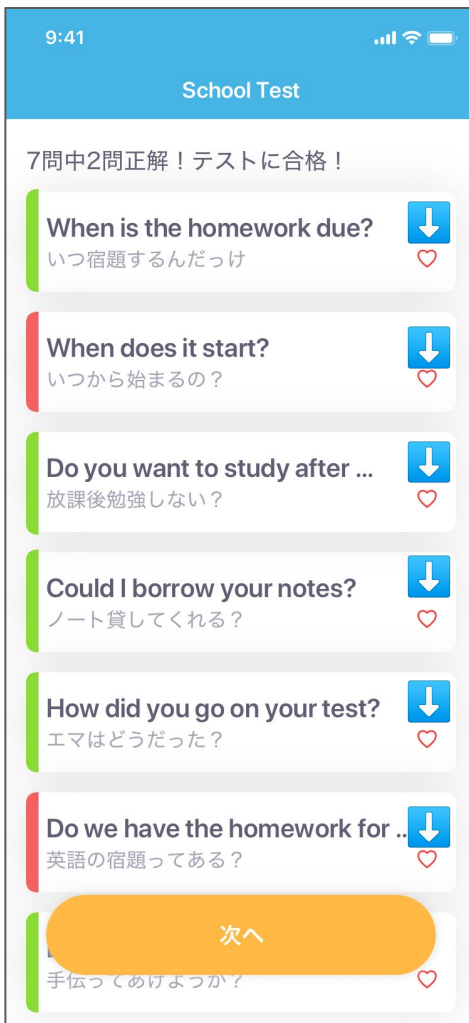 9:41
School Test
7問中2問正解！テストに合格！
When is the homework due?
いつ宿題するんだっけ
When does it start?
いつから始まるの？
Do you want to study after ...
放課後勉強しない？
Could I borrow your notes?
ノート貸してくれる？
How did you go on your test?
エマはどうだった？
Do we have the homework for ..
英語の宿題ってある？
次へ
手伝ってあげようか？